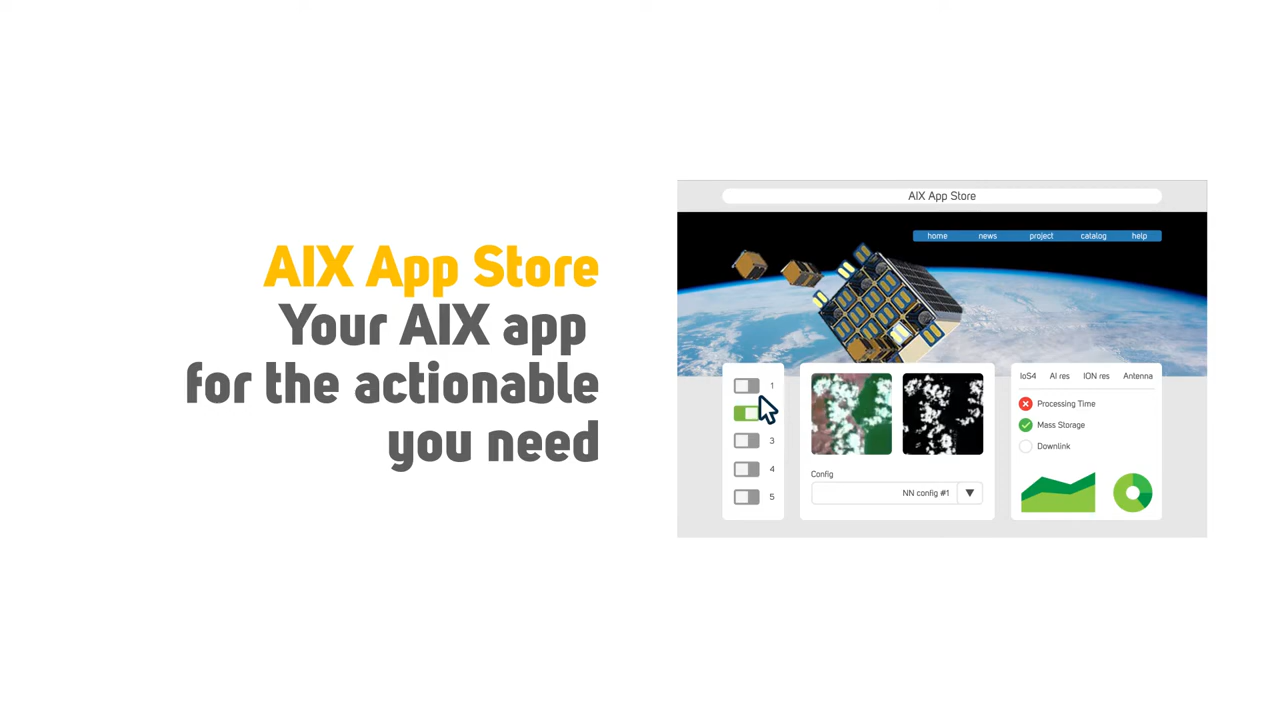 AIX App Store
Your AIX app
for the actionable
you need
AIX App Store
home news project catalog help
1
3
4
5
Config
NN config #1
IoS4 AI res ION res Antenna
Processing Time
Mass Storage
Downlink